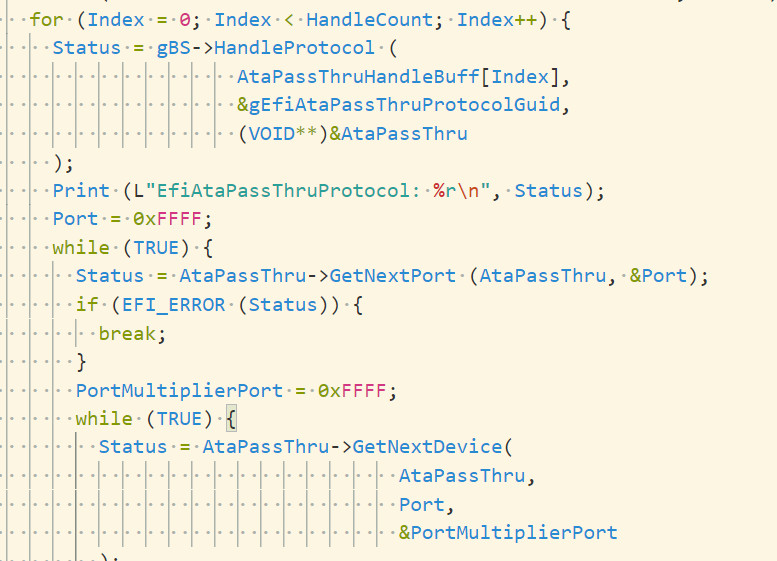 for (Index = 0; Index < HandleCount; Index++) {
Status = gBS->HandleProtocol (
AtaPassThruHandleBuff[Index],
&gEfiAtaPassThruProtocolGuid,
(VOID**)&AtaPassThru
);
Print (L"EfiAtaPassThruProtocol: %r\n", Status);
Port = 0xFFFF;
while (TRUE) {
Status = AtaPassThru->GetNextPort (AtaPassThru, &Port);
if (EFI_ERROR (Status)) {
break;
}
PortMultiplierPort = 0xFFFF;
while (TRUE) {
Status = AtaPassThru->GetNextDevice(
AtaPassThru,
Port,
&PortMultiplierPort
);